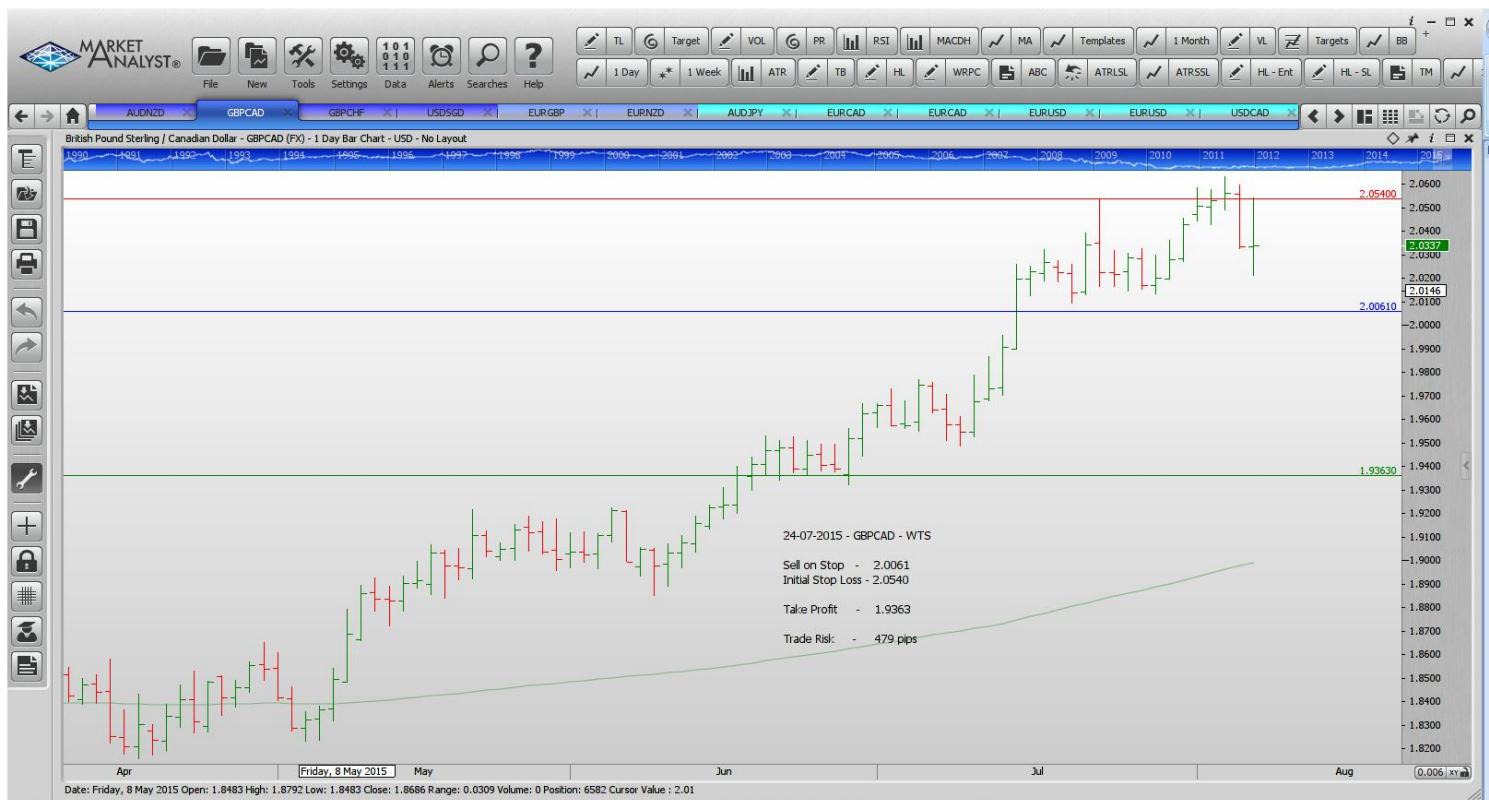 MARKET
ANALYST®
File New Tools Settings Data Alerts Searches Help
101
010
111
TL Target VOL PR RSI MACDH MA Templates 1 Month VL Targets BB
1 Day 1 Week ATR TB HL WRPC ABC ATRLSL ATRSSL HL - Ent HL - SL TM
AUDNZD GBPCAD GBPCHF USDSGD EURGBP EURNZD AUDJPY EURCAD EURCAD EURUSD EURUSD USDCAD
British Pound Sterling / Canadian Dollar - GBPCAD (FX) - 1 Day Bar Chart - USD - No Layout
1990 1991 1992 1993 1994 1995 1996 1997 1998 1999 2000 2001 2002 2003 2004 2005 2006 2007 2008 2009 2010 2011 2012 2013 2014 2015
2.0600
2.05400
2.0500
2.0400
2.0337
2.0300
2.0200
2.0146
2.0100
2.00610
2.0000
1.9900
1.9800
1.9700
1.9600
1.9500
1.9400
1.93630
1.9300
1.9200
1.9100
1.9000
1.8900
1.8800
1.8700
1.8600
1.8500
1.8400
1.8300
1.8200
24-07-2015 - GBPCAD - WTS
Sell on Stop - 2.0061
Initial Stop Loss - 2.0540
Take Profit - 1.9363
Trade Risk - 479 pips
Apr Friday, 8 May 2015 May Jun Jul Aug 0.006 XY
Date: Friday, 8 May 2015 Open: 1.8483 High: 1.8792 Low: 1.8483 Close: 1.8686 Range: 0.0309 Volume: 0 Position: 6582 Cursor Value : 2.01